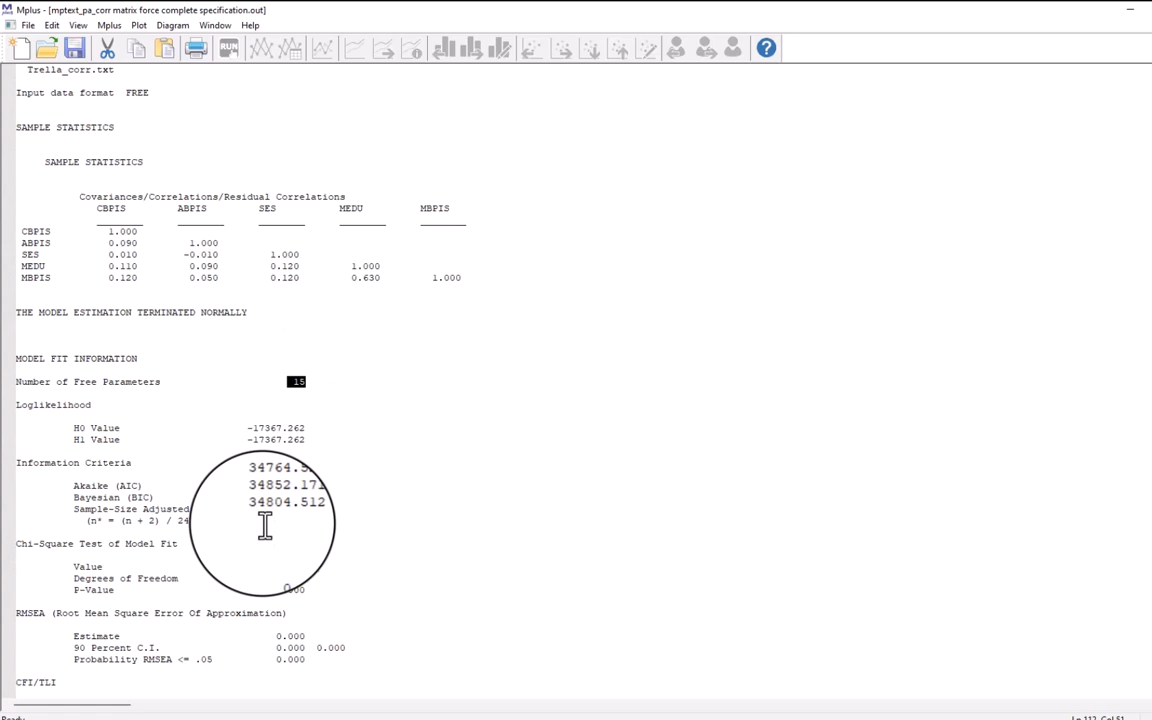 Mplus - [mptext_pa_corr matrix force complete specification.out]
File Edit View Mplus Plot Diagram Window Help
RUN
Trella_corr.txt
Input data format FREE
SAMPLE STATISTICS
SAMPLE STATISTICS
Covariances/Correlations/Residual Correlations
CBPIS ABPIS SES MEDU MBPIS
CBPIS 1.000
ABPIS 0.090 1.000
SES 0.010 -0.010 1.000
MEDU 0.110 0.090 0.120 1.000
MBPIS 0.120 0.050 0.120 0.630 1.000
THE MODEL ESTIMATION TERMINATED NORMALLY
MODEL FIT INFORMATION
Number of Free Parameters 15
Loglikelihood
H0 Value -17367.262
H1 Value -17367.262
Information Criteria
Akaike (AIC) 34764.5
Bayesian (BIC) 34852.171
Sample-Size Adjusted 34804.512
(n* = (n + 2) / 24
Chi-Square Test of Model Fit
Value
Degrees of Freedom
P-Value
RMSEA (Root Mean Square Error Of Approximation)
Estimate 0.000
90 Percent C.I. 0.000 0.000
Probability RMSEA <= .05 0.000
CFI/TLI